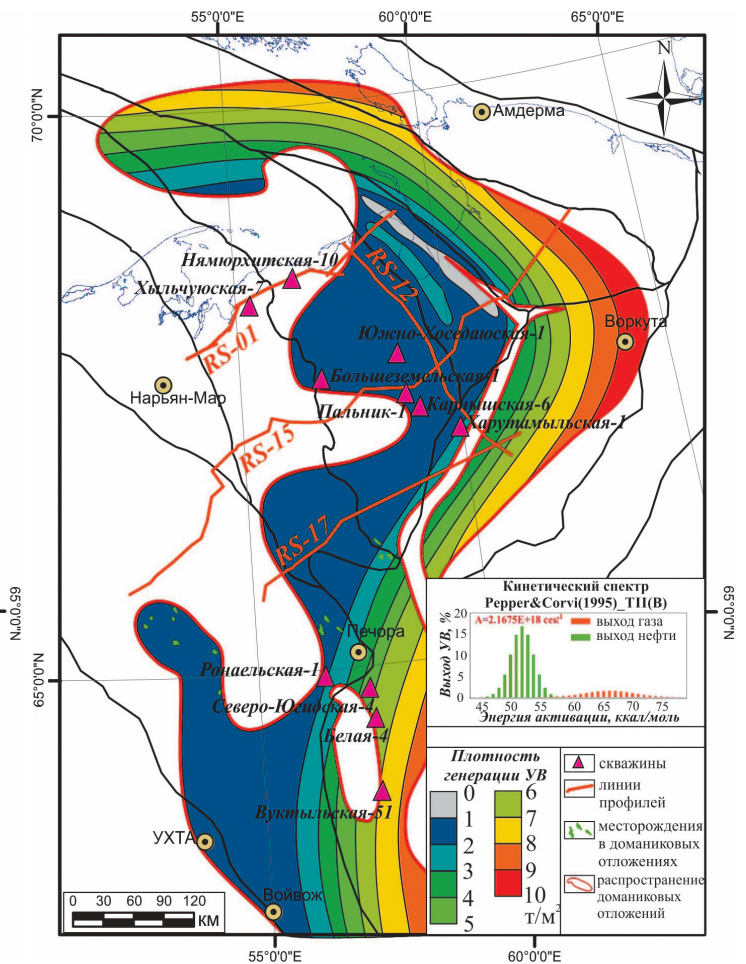 55°0'0"E
60°0'0"E
65°0'0"E
N
70°0'0"N
Амдерма
Нямюрхитская-10
RS-12
Хыльчуюская-7
Воркута
Южно-Хоседаюская-1
RS-01
Большеземельская-1
Нарьян-Мар
Пальник-1
Карпышская-6
Харутамыльская-1
RS-15
RS-17
65°0'0"N
Печора
65°0'0"N
Ронаельская-1
Северо-Югидская-4
Белая-4
Вуктыльская-51
УХТА
Войвож
Кинетический спектр
Pepper&Corvi(1995)_TII(B)
Выход УВ, %
20
15
10
5
0
A=2.1675E+18 сек⁻¹
выход газа
выход нефти
45 50 55 60 65 70 75
Энергия активации, ккал/моль
Плотность
генерации УВ
0
1
2
3
4
5
6
7
8
9
10
т/м²
скважины
линии
профилей
месторождения
в доманиковых
отложениях
распространение
доманиковых
отложений
0 30 60 90 120
КМ
55°0'0"E
60°0'0"E